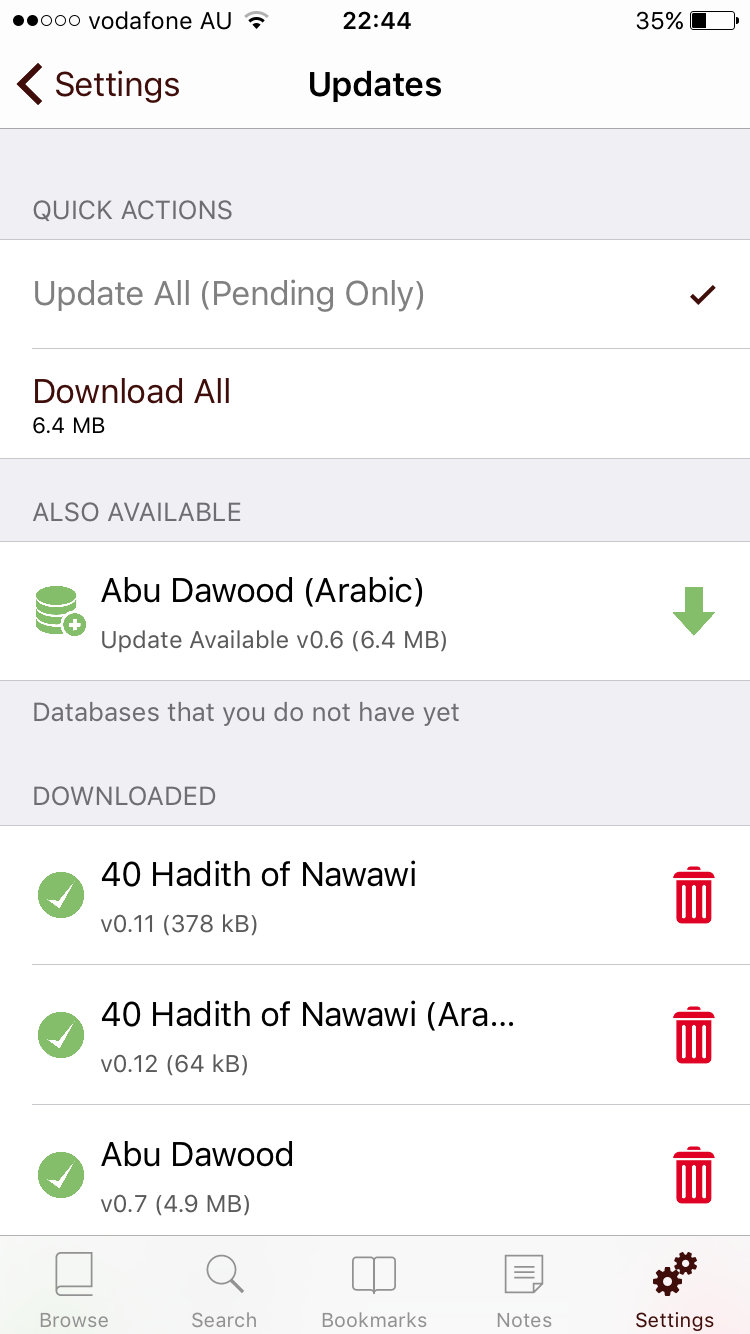 vodafone AU 22:44 35%
Settings Updates
QUICK ACTIONS
Update All (Pending Only)
Download All
6.4 MB
ALSO AVAILABLE
Abu Dawood (Arabic)
Update Available v0.6 (6.4 MB)
Databases that you do not have yet
DOWNLOADED
40 Hadith of Nawawi
v0.11 (378 kB)
40 Hadith of Nawawi (Ara...
v0.12 (64 kB)
Abu Dawood
v0.7 (4.9 MB)
Browse Search Bookmarks Notes Settings